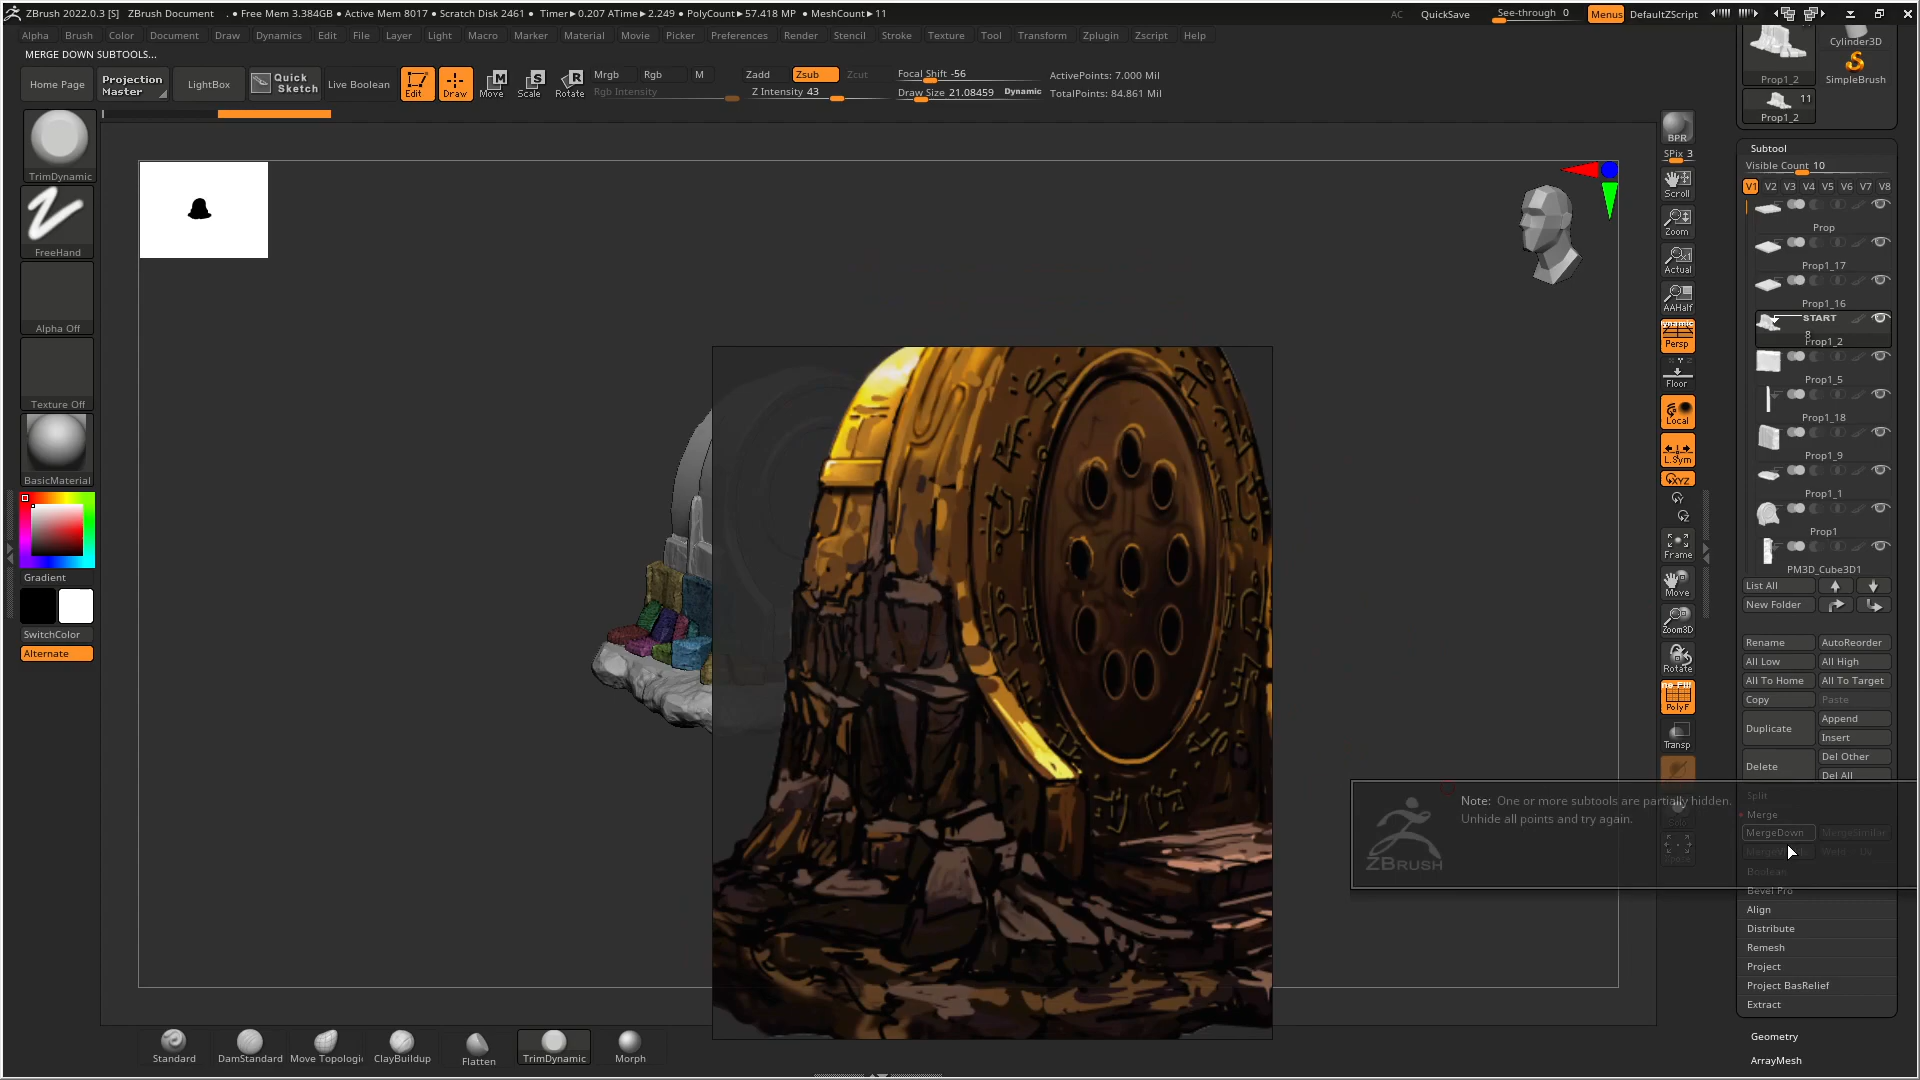 ZBrush 2022.0.3 [S] ZBrush Document . ● Free Mem 3.384GB ● Active Mem 8017 ● Scratch Disk 2461 ● Timer▶0.207 ATime▶2.249 ● PolyCount▶57.418 MP ● MeshCount▶11 AC QuickSave See-through 0 Menus DefaultZScript
Alpha Brush Color Document Draw Dynamics Edit File Layer Light Macro Marker Material Movie Picker Preferences Render Stencil Stroke Texture Tool Transform Zplugin Zscript Help
MERGE DOWN SUBTOOLS...
Home Page
Projection
Master
LightBox
Quick
Sketch
Live Boolean
Edit
Draw
Move
Scale
Rotate
Mrgb Rgb M
Rgb Intensity
Zadd Zsub Zcut
Z Intensity 43
Focal Shift -56
Draw Size 21.08459 Dynamic
ActivePoints: 7.000 Mil
TotalPoints: 84.861 Mil
TrimDynamic
FreeHand
Alpha Off
Texture Off
BasicMaterial
Gradient
SwitchColor
Alternate
BPR
SPix 3
Scroll
Zoom
Actual
AAHalf
Persp
Floor
Local
L.Sym
XYZ
Frame
Move
Zoom3D
Rotate
PolyF
Transp
Cylinder3D
Prop1_2
SimpleBrush
11
Prop1_2
Subtool
Visible Count 10
V1 V2 V3 V4 V5 V6 V7 V8
Prop
Prop1_17
Prop1_16
START
8
Prop1_2
Prop1_5
Prop1_18
Prop1_9
Prop1_1
Prop1
PM3D_Cube3D1
List All
New Folder
Rename AutoReorder
All Low All High
All To Home All To Target
Copy Paste
Duplicate Append
Insert
Delete Del Other
Del All
Split
Merge
MergeDown MergeSimilar
Boolean
Bevel Pro
Align
Distribute
Remesh
Project
Project BasRelief
Extract
Geometry
ArrayMesh
Note: One or more subtools are partially hidden.
Unhide all points and try again.
ZBRUSH
Standard DamStandard Move Topologic ClayBuildup Flatten TrimDynamic Morph